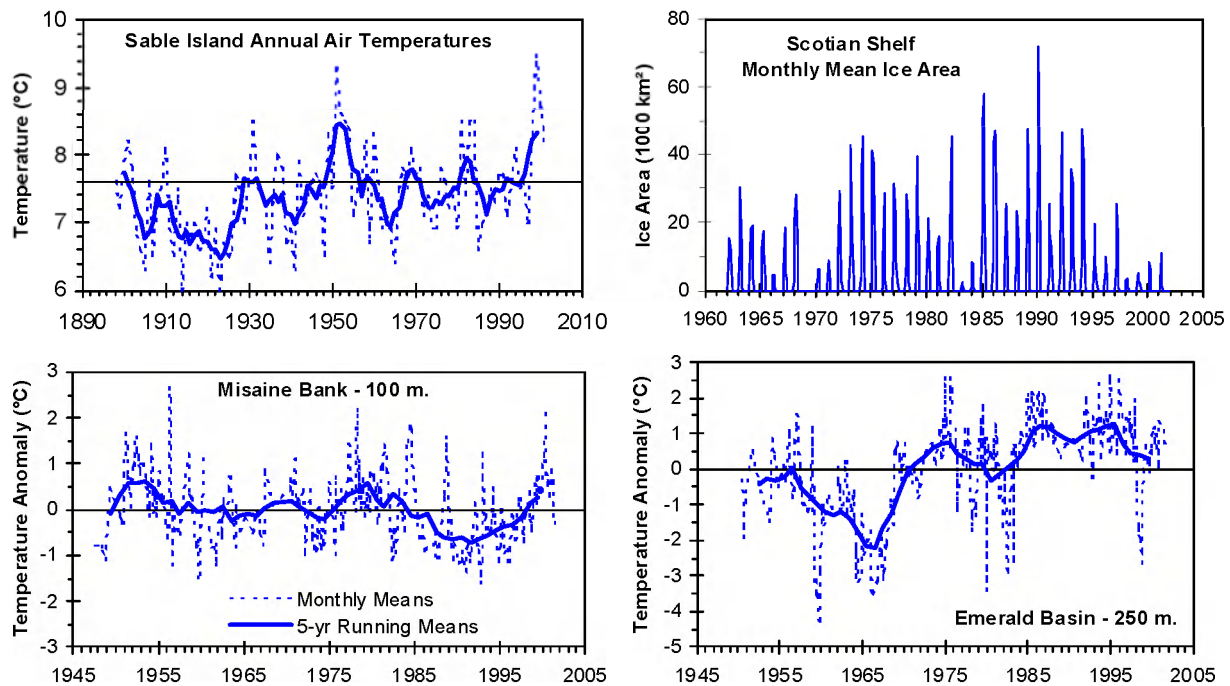 Sable Island Annual Air Temperatures
Temperature (°C)
10
9
8
7
6
1890 1910 1930 1950 1970 1990 2010
Scotian Shelf
Monthly Mean Ice Area
Ice Area (1000 km²)
80
60
40
20
0
1960 1965 1970 1975 1980 1985 1990 1995 2000 2005
Misaine Bank - 100 m.
Temperature Anomaly (°C)
3
2
1
0
-1
-2
-3
Monthly Means
5-yr Running Means
1945 1955 1965 1975 1985 1995 2005
Temperature Anomaly (°C)
3
2
1
0
-1
-2
-3
-4
-5
Emerald Basin - 250 m.
1945 1955 1965 1975 1985 1995 2005